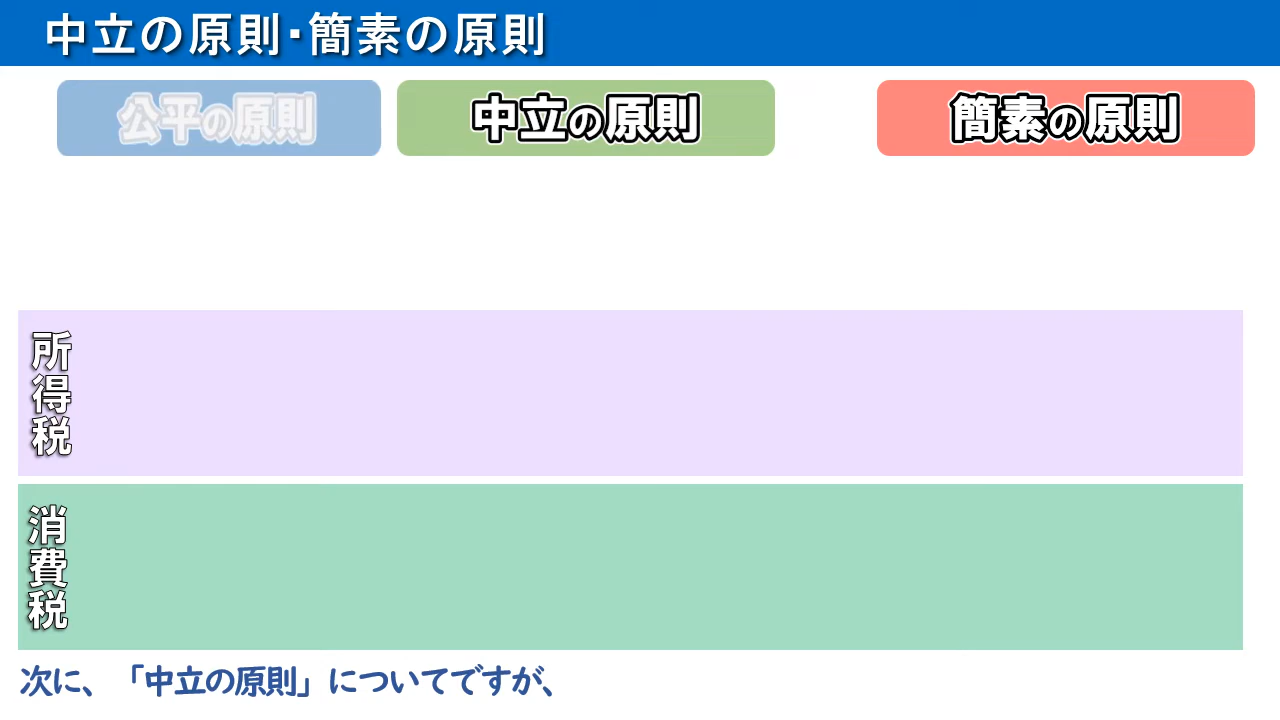 中立の原則・簡素の原則
公平の原則
中立の原則
簡素の原則
所得税
消費税
次に、「中立の原則」についてですが、